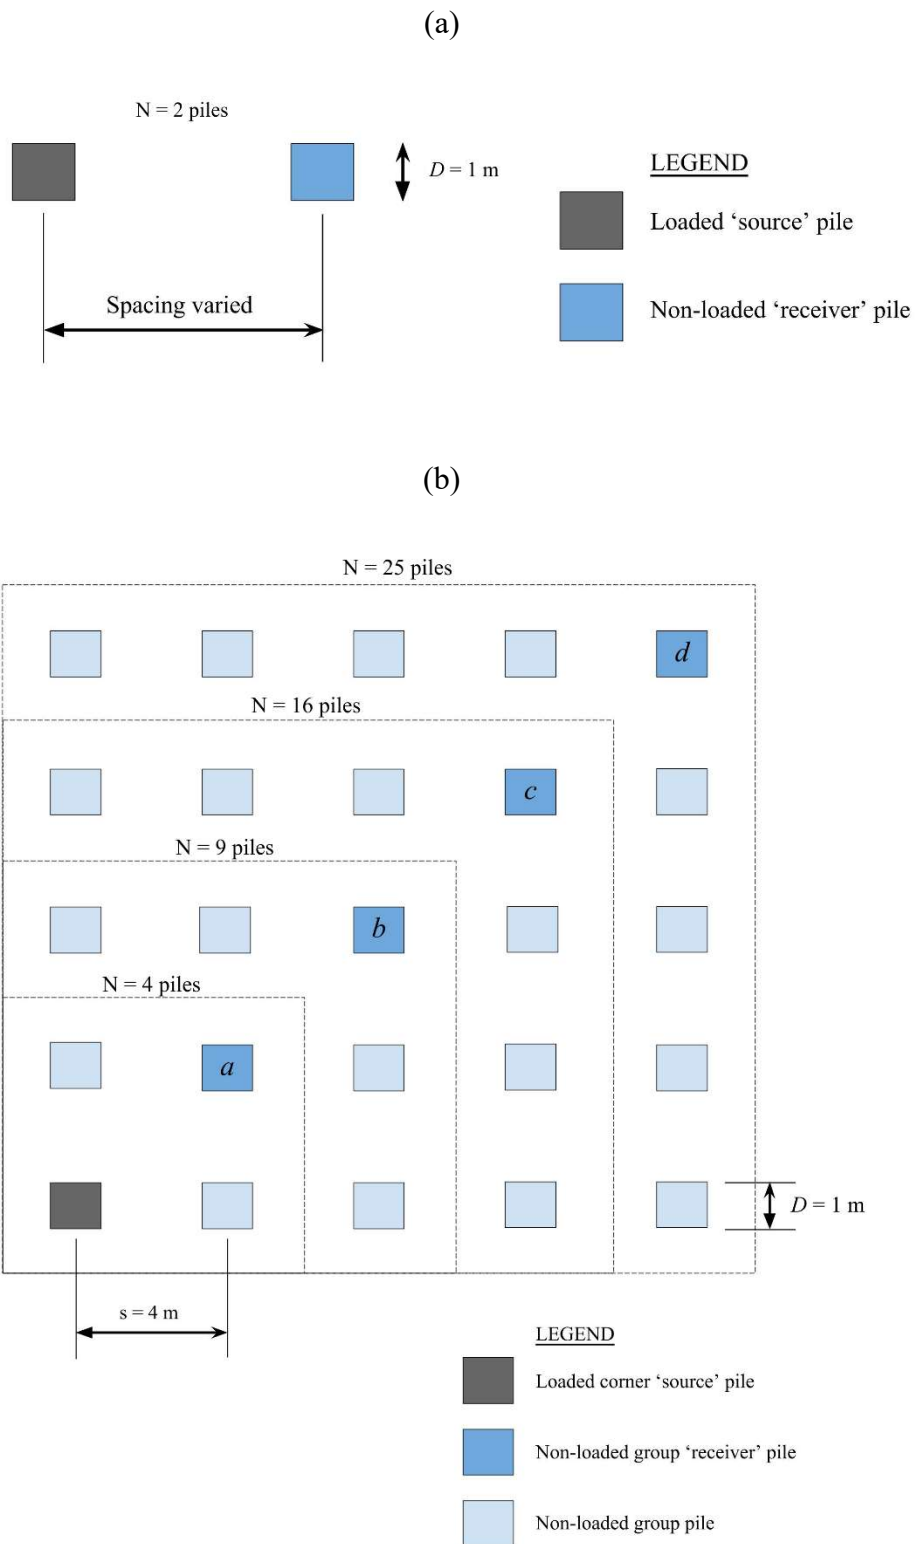 (a)
N = 2 piles
D = 1 m
Spacing varied
LEGEND
Loaded ‘source’ pile
Non-loaded ‘receiver’ pile
(b)
N = 25 piles
d
N = 16 piles
c
N = 9 piles
b
N = 4 piles
a
D = 1 m
s = 4 m
LEGEND
Loaded corner ‘source’ pile
Non-loaded group ‘receiver’ pile
Non-loaded group pile